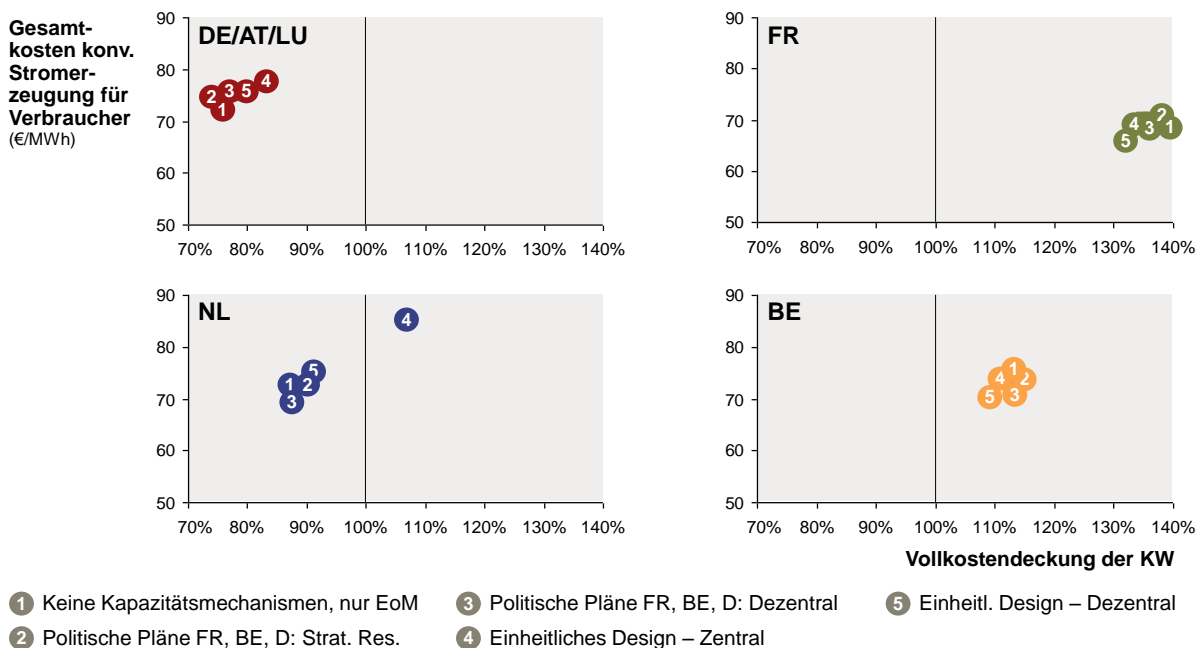 Gesamt-
kosten konv.
Stromer-
zeugung für
Verbraucher
(€/MWh)
DE/AT/LU
90
80
70
60
50
2 3 5 4
1
70% 80% 90% 100% 110% 120% 130% 140%
FR
90
80
70
60
50
2
4 3 1
5
70% 80% 90% 100% 110% 120% 130% 140%
NL
90
80
70
60
50
4
5
1 2
3
70% 80% 90% 100% 110% 120% 130% 140%
BE
90
80
70
60
50
1
4 2
5 3
70% 80% 90% 100% 110% 120% 130% 140%
Vollkostendeckung der KW
1 Keine Kapazitätsmechanismen, nur EoM
2 Politische Pläne FR, BE, D: Strat. Res.
3 Politische Pläne FR, BE, D: Dezentral
4 Einheitliches Design – Zentral
5 Einheitl. Design – Dezentral